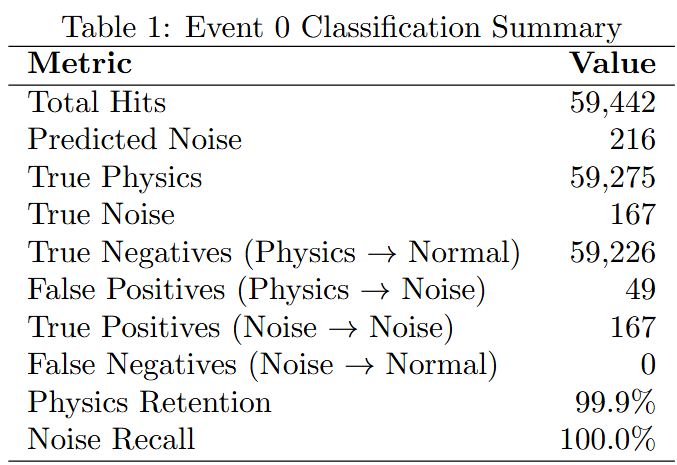 Table 1: Event 0 Classification Summary
Metric Value
Total Hits 59,442
Predicted Noise 216
True Physics 59,275
True Noise 167
True Negatives (Physics → Normal) 59,226
False Positives (Physics → Noise) 49
True Positives (Noise → Noise) 167
False Negatives (Noise → Normal) 0
Physics Retention 99.9%
Noise Recall 100.0%